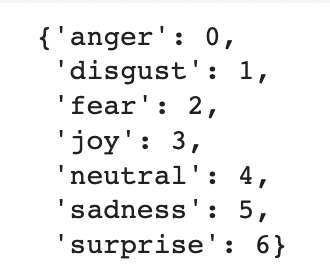 {'anger': 0,
'disgust': 1,
'fear': 2,
'joy': 3,
'neutral': 4,
'sadness': 5,
'surprise': 6}